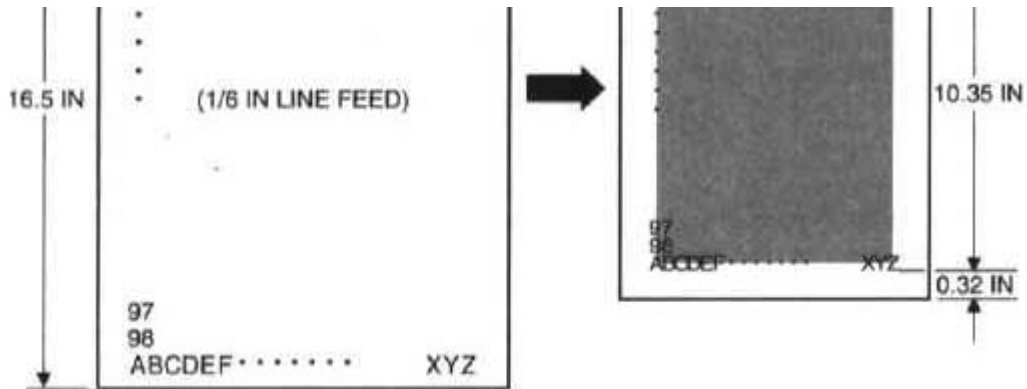 16.5 IN
(1/6 IN LINE FEED)
97
98
ABCDEF·······XYZ
10.35 IN
97
98
ABCDEF·······XYZ
0.32 IN